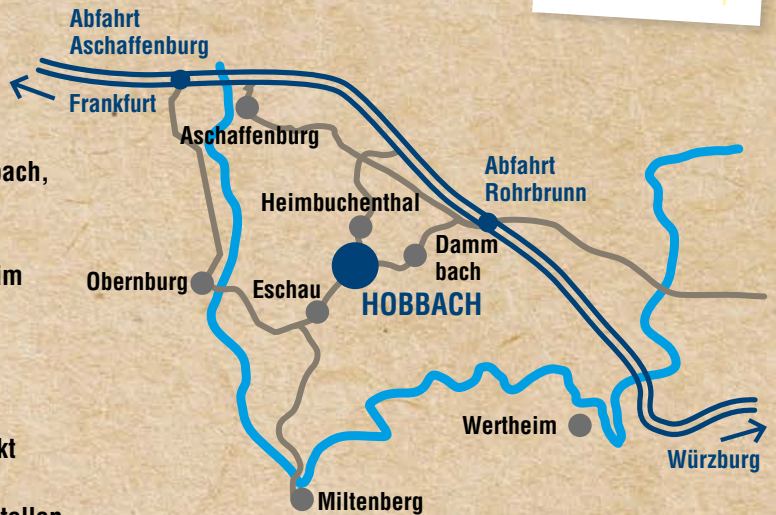 Abfahrt
Aschaffenburg
Frankfurt
Aschaffenburg
Abfahrt
Rohrbrunn
Heimbuchenthal
Damm
bach
Obernburg
Eschau
HOBBACH
Wertheim
Würzburg
Miltenberg